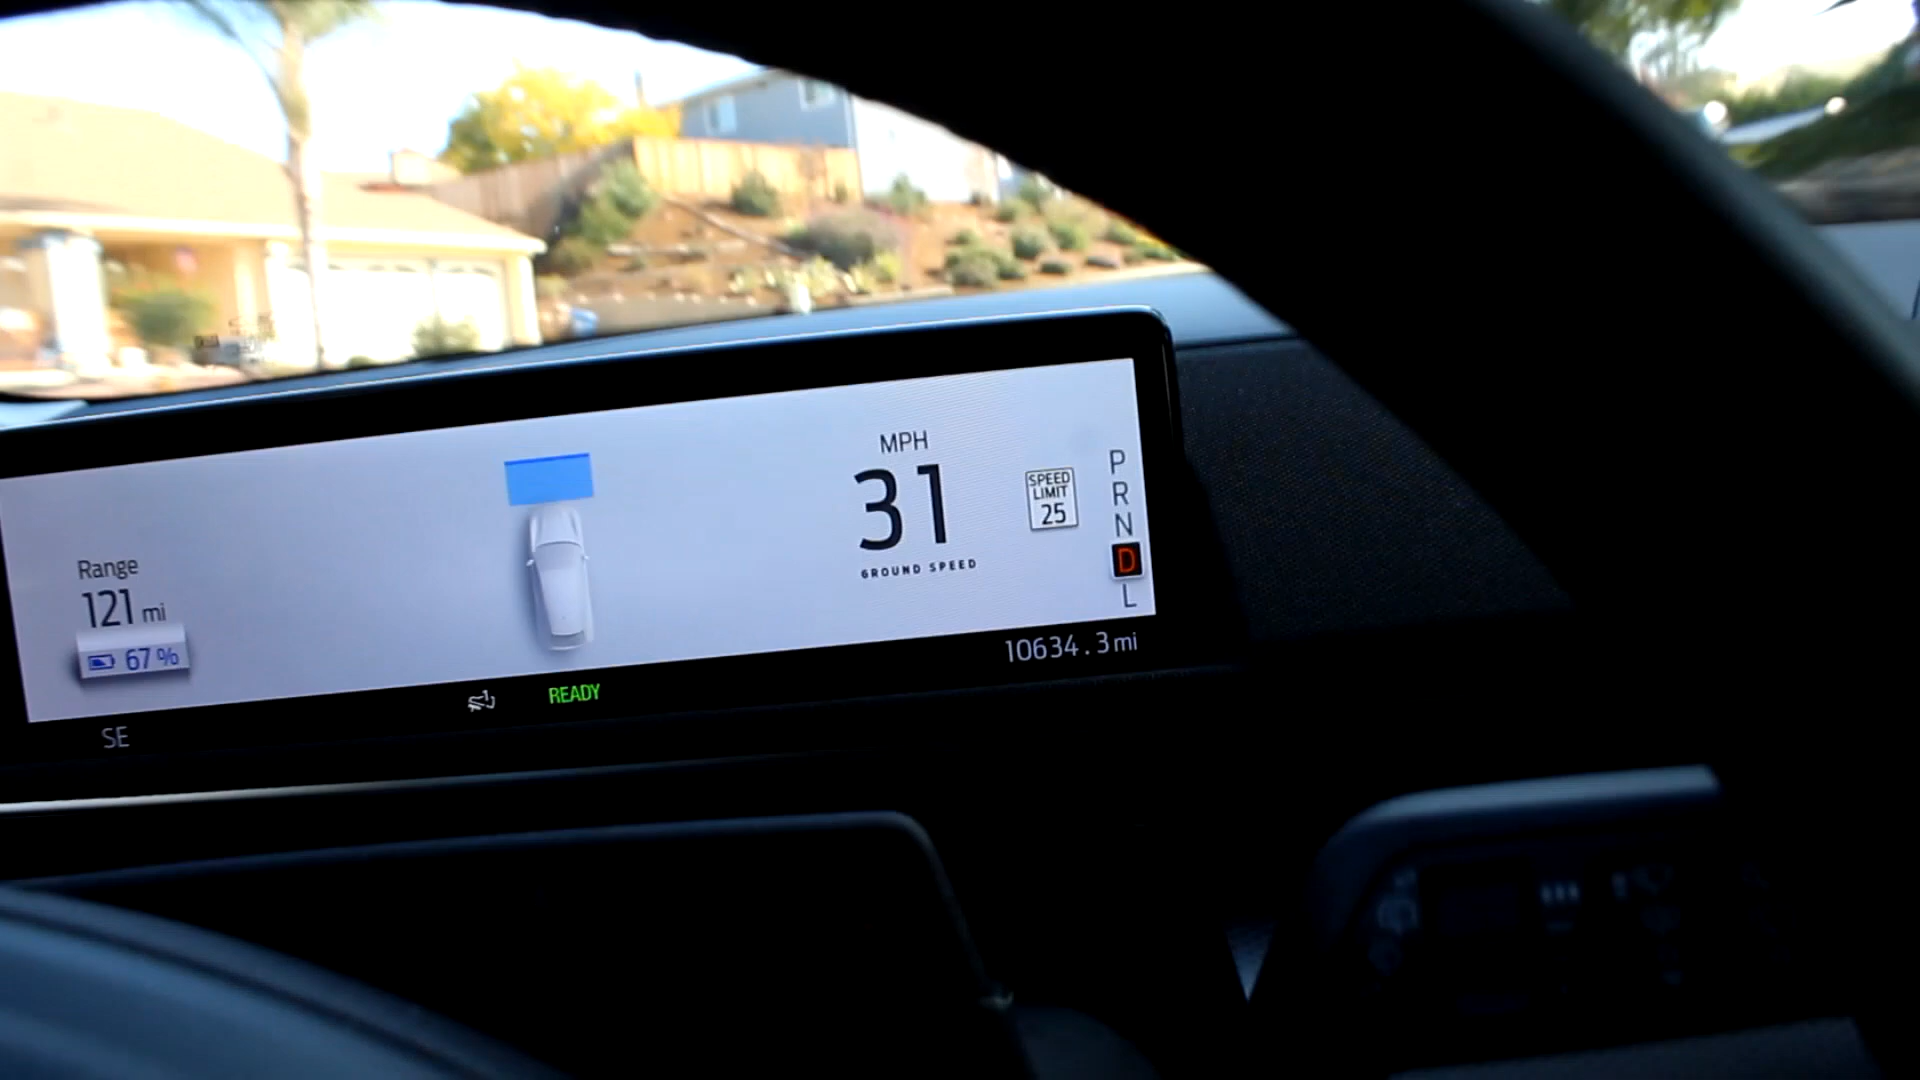 MPH
31
GROUND SPEED
SPEED
LIMIT
25
P
R
N
D
L
Range
121 mi
67%
10634.3 mi
READY
SE